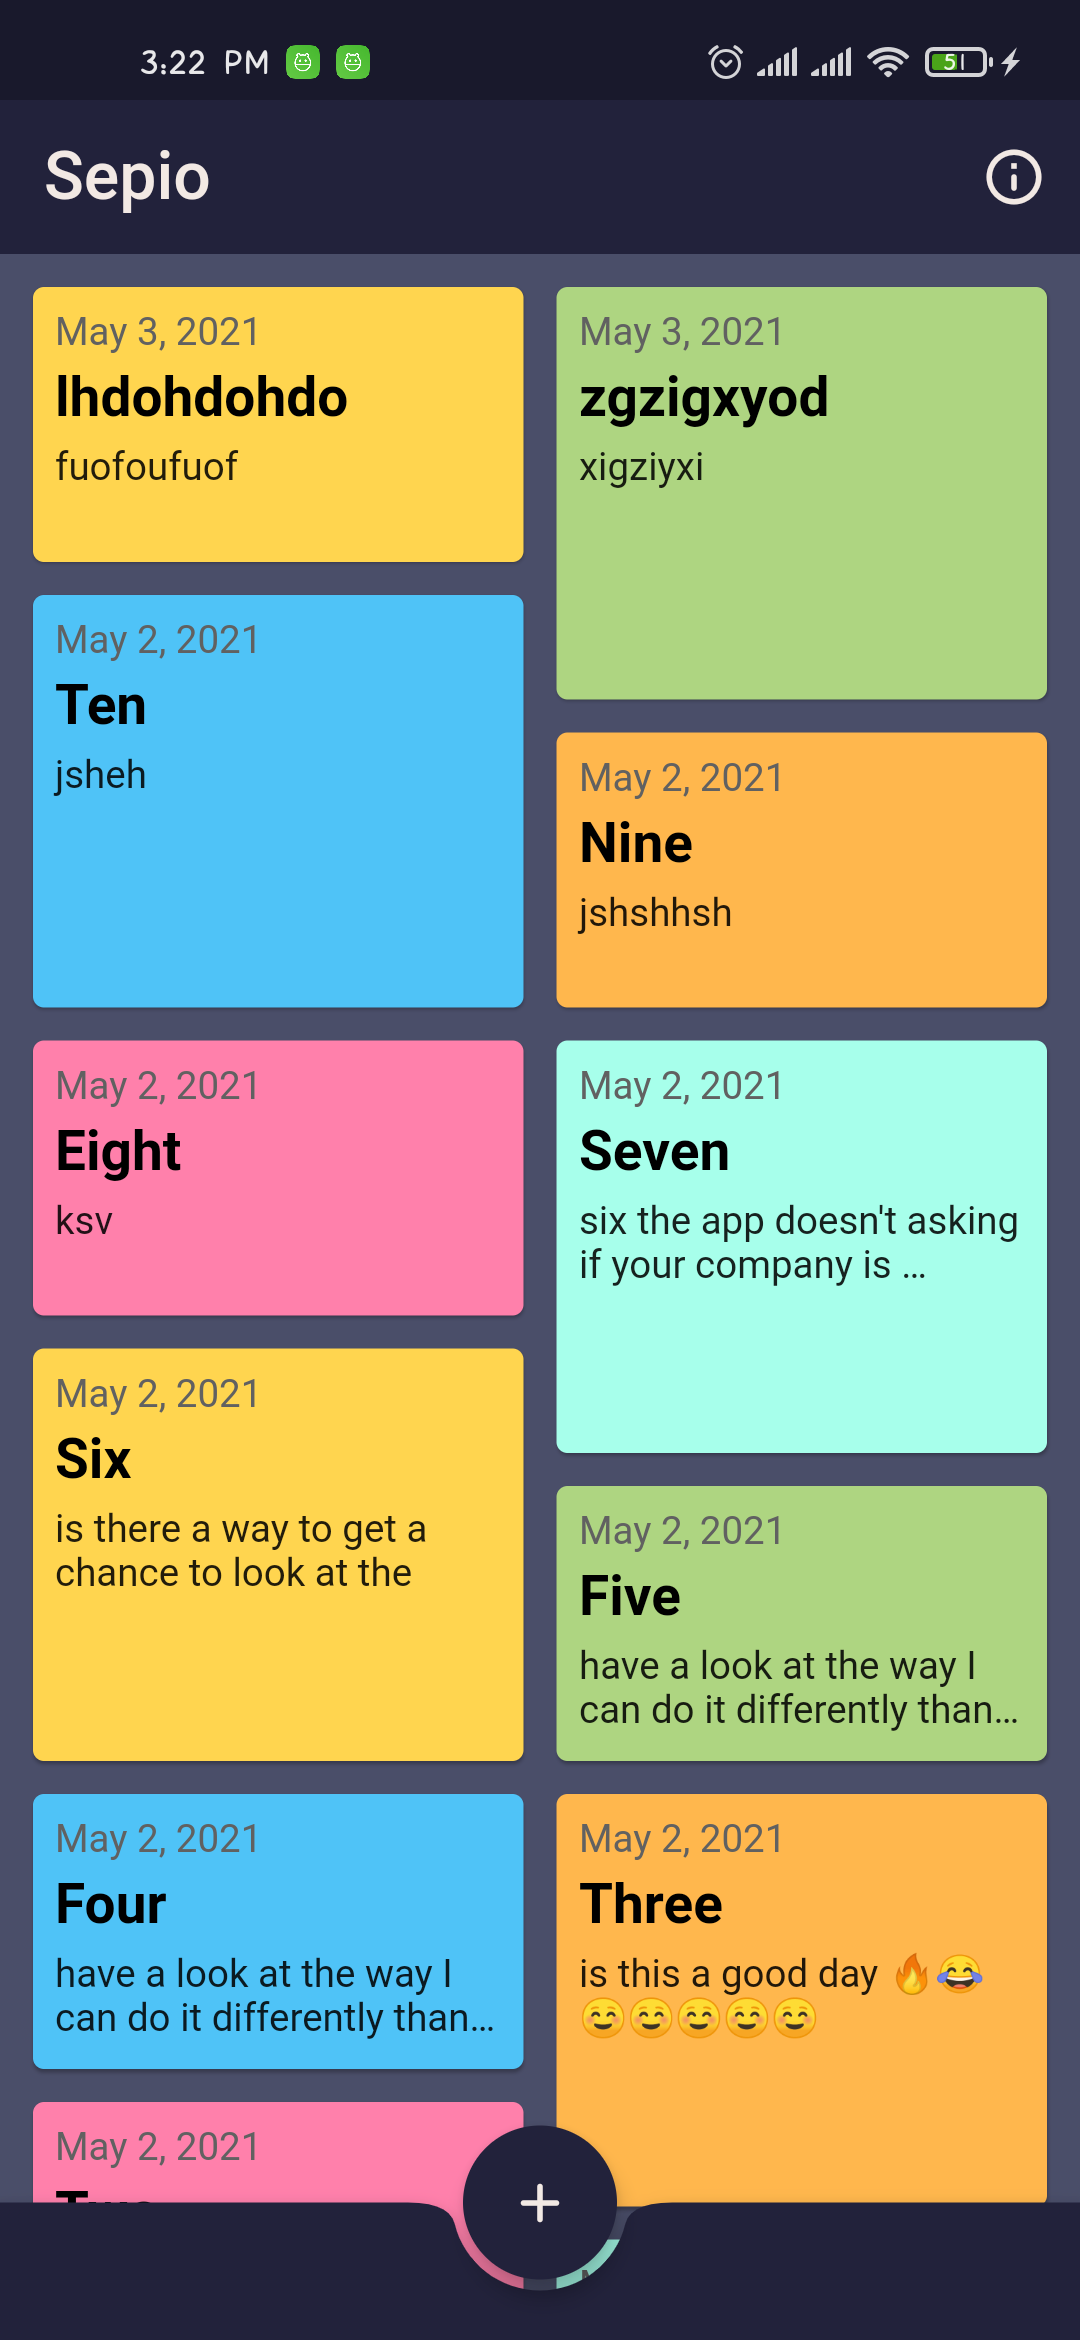 3:22 PM
51
Sepio
May 3, 2021
lhdohdohdo
fuofoufuof
May 3, 2021
zgzigxyod
xigziyxi
May 2, 2021
Ten
jsheh
May 2, 2021
Nine
jshshhsh
May 2, 2021
Eight
ksv
May 2, 2021
Seven
six the app doesn't asking
if your company is ...
May 2, 2021
Six
is there a way to get a
chance to look at the
May 2, 2021
Five
have a look at the way I
can do it differently than...
May 2, 2021
Four
have a look at the way I
can do it differently than...
May 2, 2021
Three
is this a good day 🔥😂
😊😊😊😊😊
May 2, 2021